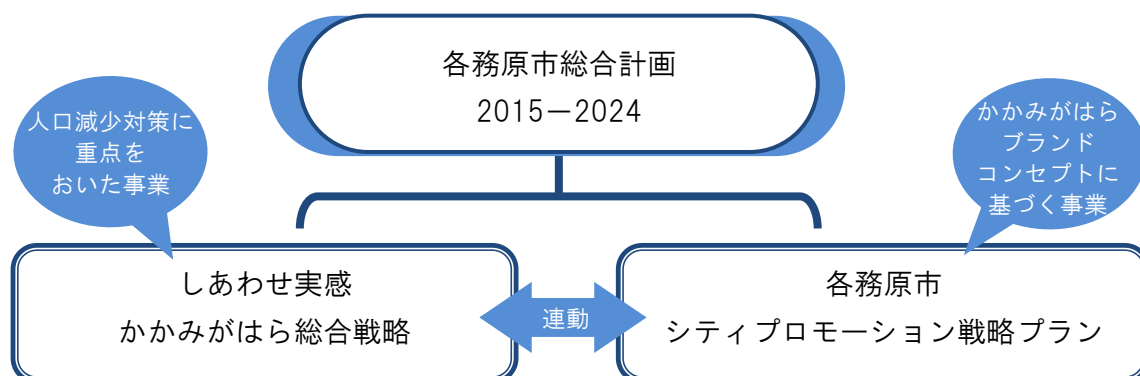 各務原市総合計画
2015－2024
人口減少対策に
重点を
おいた事業
かかみがはら
ブランド
コンセプトに
基づく事業
しあわせ実感
かかみがはら総合戦略
連動
各務原市
シティプロモーション戦略プラン